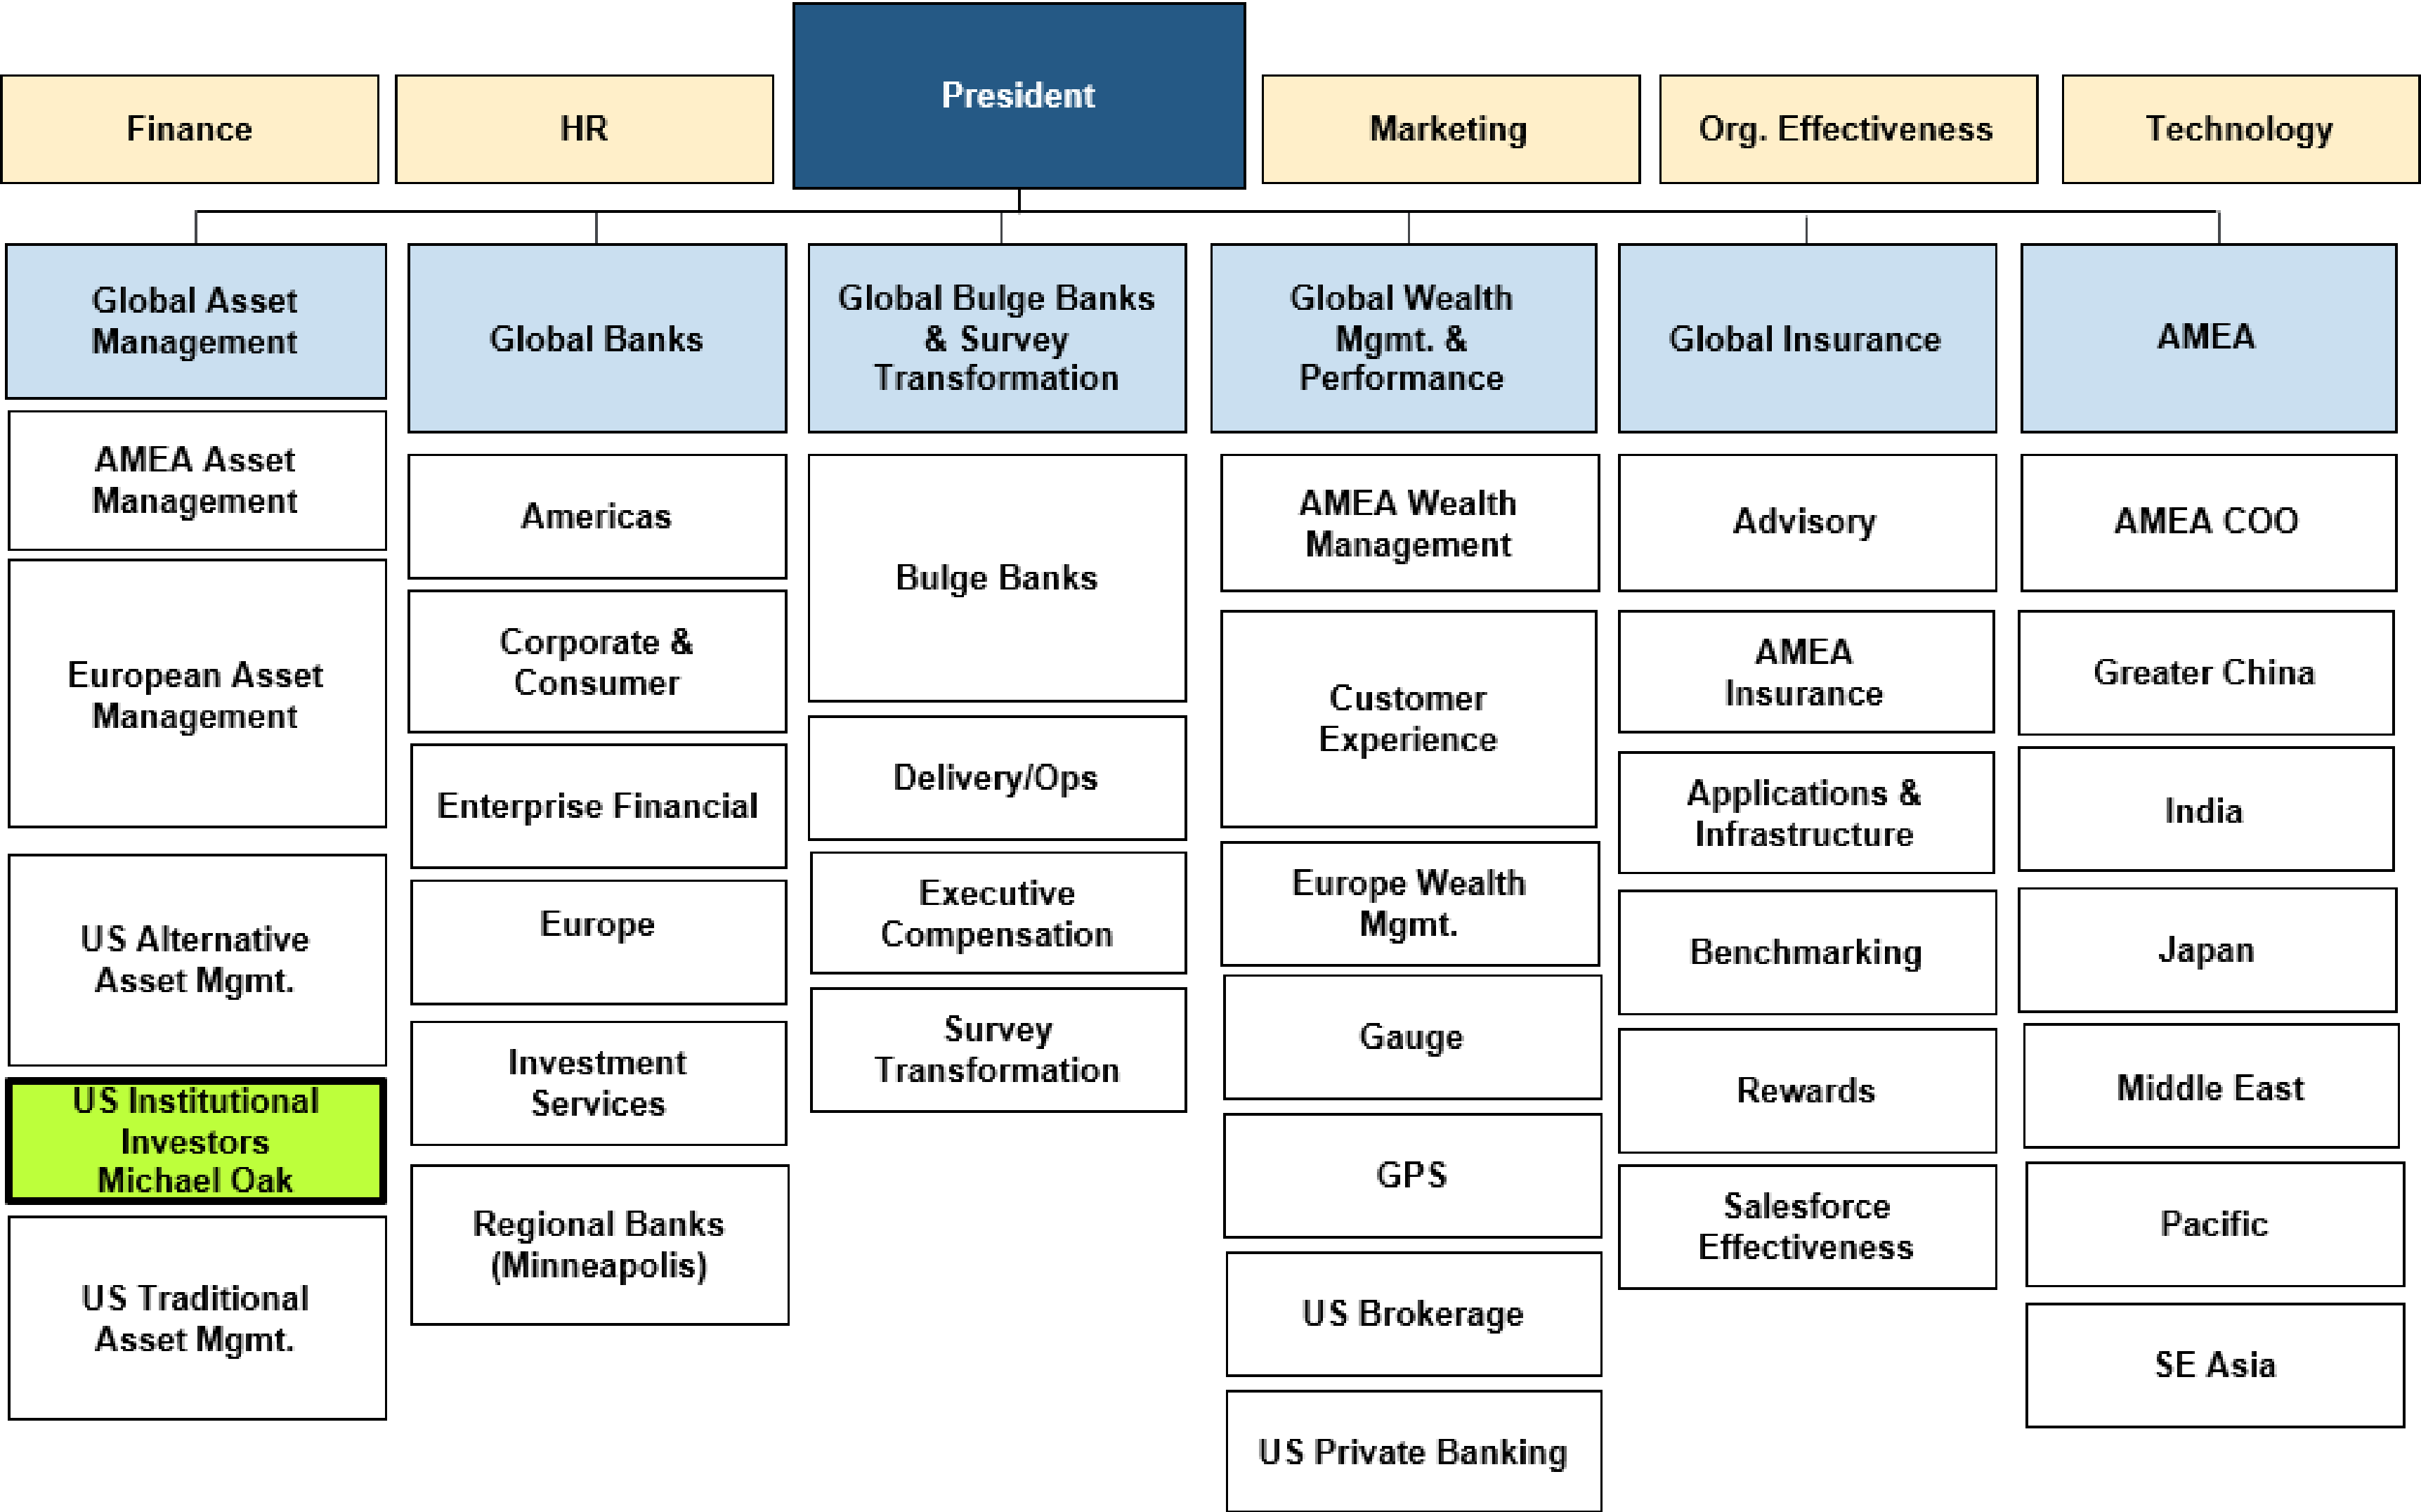 President
Finance
HR
Marketing
Org. Effectiveness
Technology
Global Asset
Management
AMEA Asset
Management
European Asset
Management
US Alternative
Asset Mgmt.
US Institutional
Investors
Michael Oak
US Traditional
Asset Mgmt.
Global Banks
Americas
Corporate &
Consumer
Enterprise Financial
Europe
Investment
Services
Regional Banks
(Minneapolis)
Global Bulge Banks
& Survey
Transformation
Bulge Banks
Delivery/Ops
Executive
Compensation
Survey
Transformation
Global Wealth
Mgmt. &
Performance
AMEA Wealth
Management
Customer
Experience
Europe Wealth
Mgmt.
Gauge
GPS
US Brokerage
US Private Banking
Global Insurance
Advisory
AMEA
Insurance
Applications &
Infrastructure
Benchmarking
Rewards
Salesforce
Effectiveness
AMEA
AMEA COO
Greater China
India
Japan
Middle East
Pacific
SE Asia